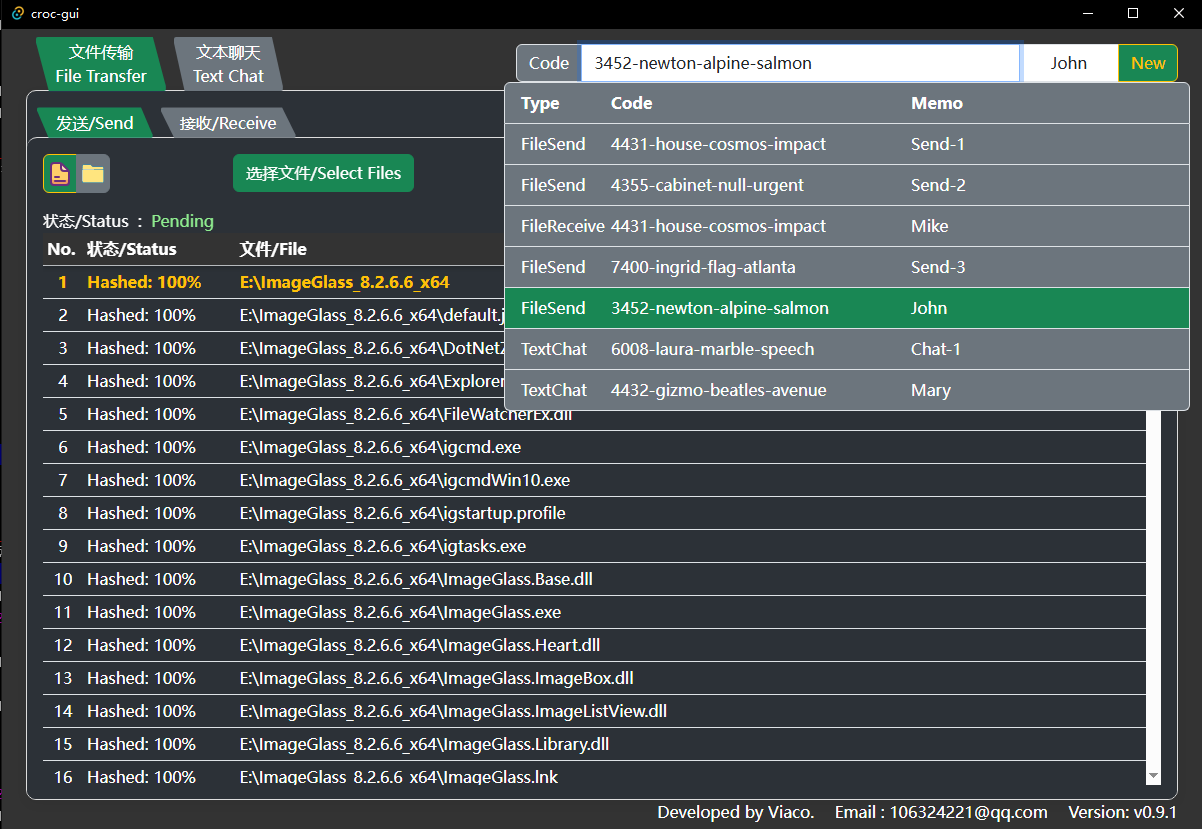 croc-gui
文件传输
File Transfer
文本聊天
Text Chat
Code
3452-newton-alpine-salmon
John
New
Type Code Memo
FileSend 4431-house-cosmos-impact Send-1
FileSend 4355-cabinet-null-urgent Send-2
FileReceive 4431-house-cosmos-impact Mike
FileSend 7400-ingrid-flag-atlanta Send-3
FileSend 3452-newton-alpine-salmon John
TextChat 6008-laura-marble-speech Chat-1
TextChat 4432-gizmo-beatles-avenue Mary
发送/Send
接收/Receive
选择文件/Select Files
状态/Status : Pending
No. 状态/Status 文件/File
1 Hashed: 100% E:\ImageGlass_8.2.6.6_x64
2 Hashed: 100% E:\ImageGlass_8.2.6.6_x64\default.j
3 Hashed: 100% E:\ImageGlass_8.2.6.6_x64\DotNetZ
4 Hashed: 100% E:\ImageGlass_8.2.6.6_x64\Explorer
5 Hashed: 100% E:\ImageGlass_8.2.6.6_x64\FileWatcherEx.dll
6 Hashed: 100% E:\ImageGlass_8.2.6.6_x64\igcmd.exe
7 Hashed: 100% E:\ImageGlass_8.2.6.6_x64\igcmdWin10.exe
8 Hashed: 100% E:\ImageGlass_8.2.6.6_x64\igstartup.profile
9 Hashed: 100% E:\ImageGlass_8.2.6.6_x64\igtasks.exe
10 Hashed: 100% E:\ImageGlass_8.2.6.6_x64\ImageGlass.Base.dll
11 Hashed: 100% E:\ImageGlass_8.2.6.6_x64\ImageGlass.exe
12 Hashed: 100% E:\ImageGlass_8.2.6.6_x64\ImageGlass.Heart.dll
13 Hashed: 100% E:\ImageGlass_8.2.6.6_x64\ImageGlass.ImageBox.dll
14 Hashed: 100% E:\ImageGlass_8.2.6.6_x64\ImageGlass.ImageListView.dll
15 Hashed: 100% E:\ImageGlass_8.2.6.6_x64\ImageGlass.Library.dll
16 Hashed: 100% E:\ImageGlass_8.2.6.6_x64\ImageGlass.lnk
Developed by Viaco. Email : 106324221@qq.com Version: v0.9.1